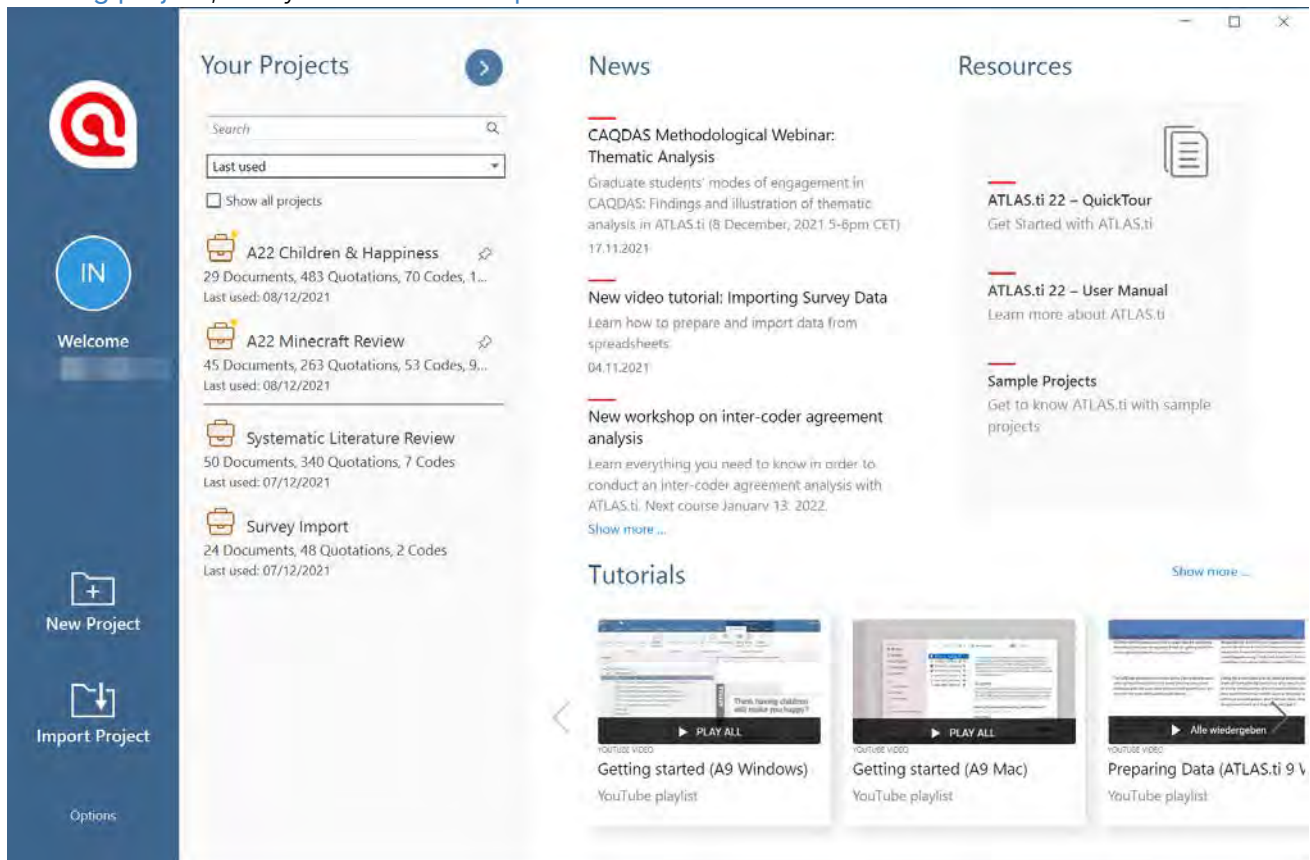 IN
Welcome
New Project
Import Project
Options
Your Projects
Search
Last used
Show all projects
A22 Children & Happiness
29 Documents, 483 Quotations, 70 Codes, 1...
Last used: 08/12/2021
A22 Minecraft Review
45 Documents, 263 Quotations, 53 Codes, 9...
Last used: 08/12/2021
Systematic Literature Review
50 Documents, 340 Quotations, 7 Codes
Last used: 07/12/2021
Survey Import
24 Documents, 48 Quotations, 2 Codes
Last used: 07/12/2021
News
CAQDAS Methodological Webinar:
Thematic Analysis
Graduate students' modes of engagement in
CAQDAS: Findings and illustration of thematic
analysis in ATLAS.ti (8 December, 2021 5-6pm CET)
17.11.2021
New video tutorial: Importing Survey Data
Learn how to prepare and import data from
spreadsheets
04.11.2021
New workshop on inter-coder agreement
analysis
Learn everything you need to know in order to
conduct an inter-coder agreement analysis with
ATLAS.ti. Next course January 13, 2022.
Show more ...
Resources
ATLAS.ti 22 – QuickTour
Get Started with ATLAS.ti
ATLAS.ti 22 – User Manual
Learn more about ATLAS.ti
Sample Projects
Get to know ATLAS.ti with sample
projects
Tutorials
Show more ...
Think having children
will make you happy?
PLAY ALL
YOUTUBE VIDEO
Getting started (A9 Windows)
YouTube playlist
PLAY ALL
YOUTUBE VIDEO
Getting started (A9 Mac)
YouTube playlist
Alle wiedergeben
YOUTUBE VIDEO
Preparing Data (ATLAS.ti 9
YouTube playlist